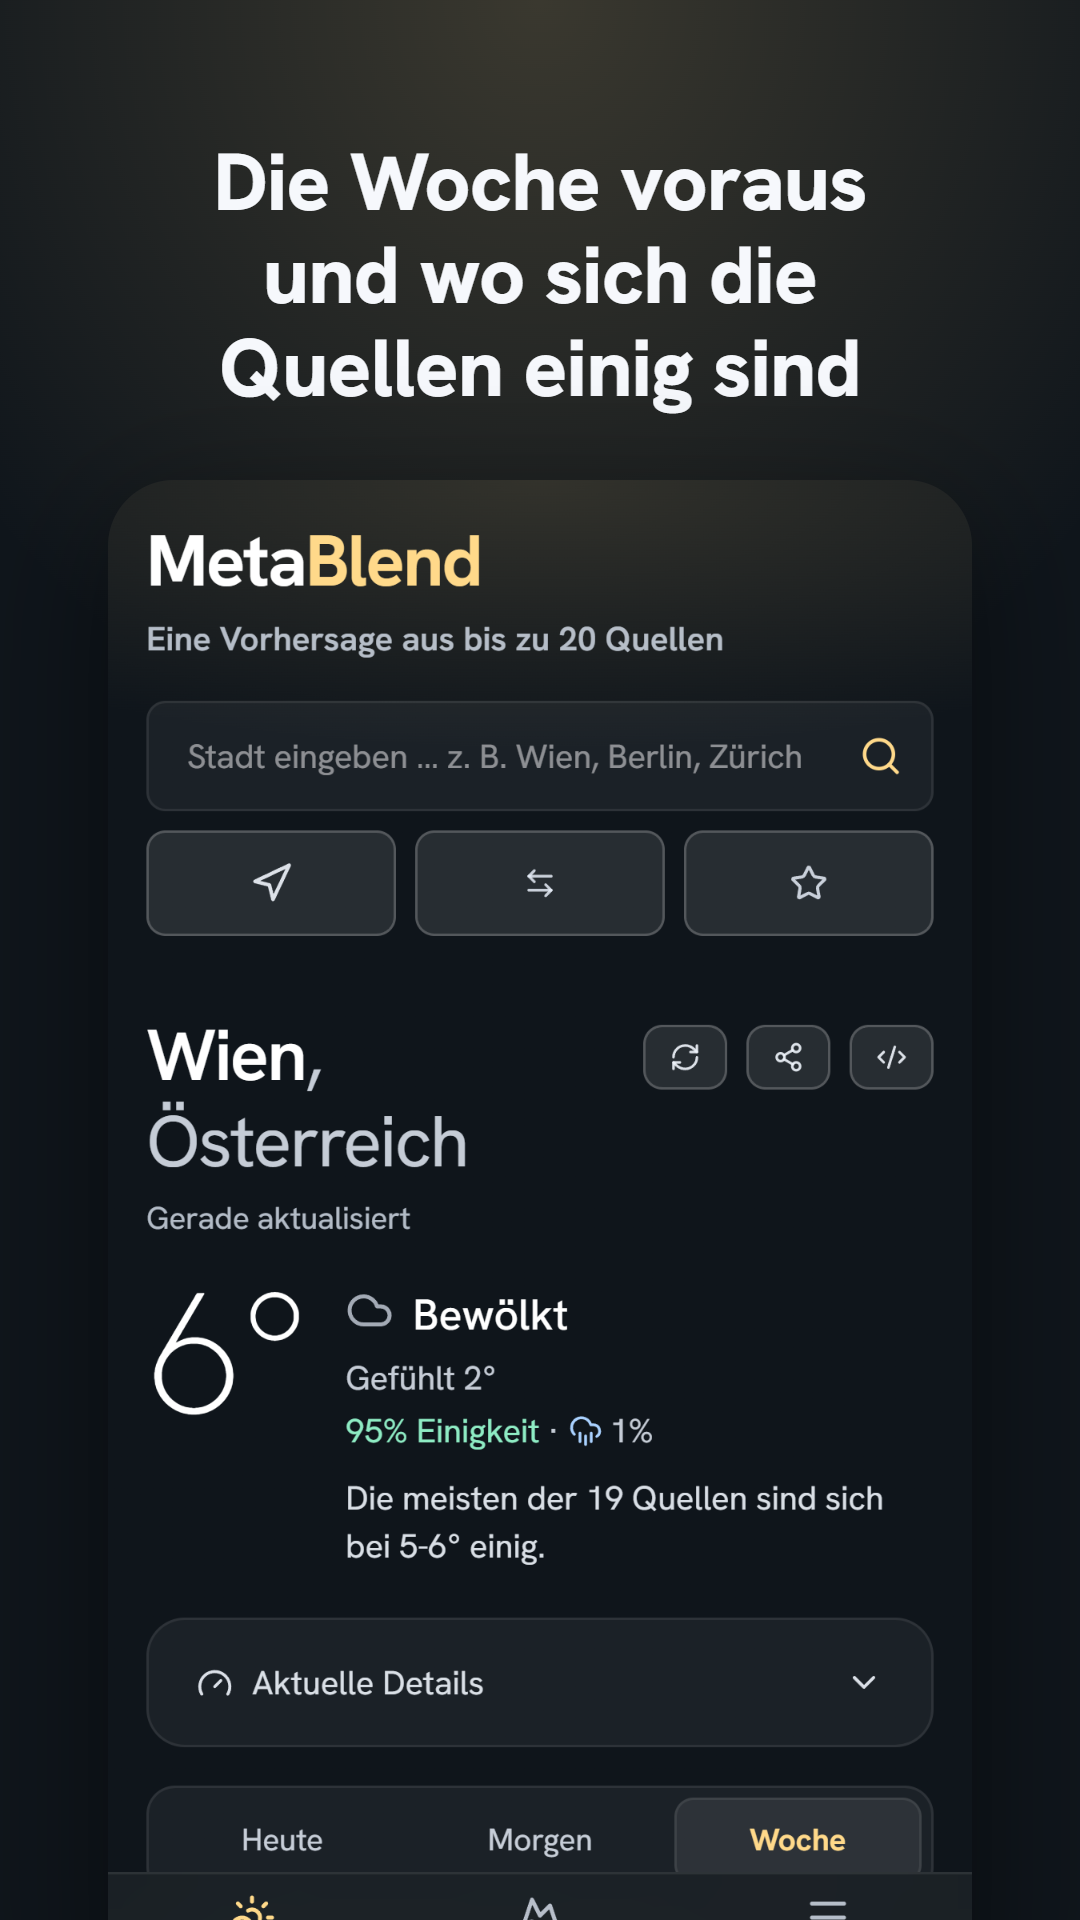 Die Woche voraus
und wo sich die
Quellen einig sind
MetaBlend
Eine Vorhersage aus bis zu 20 Quellen
Stadt eingeben ... z. B. Wien, Berlin, Zürich
Wien,
Österreich
Gerade aktualisiert
6°
Bewölkt
Gefühlt 2°
95% Einigkeit · 1%
Die meisten der 19 Quellen sind sich
bei 5-6° einig.
Aktuelle Details
Heute Morgen Woche